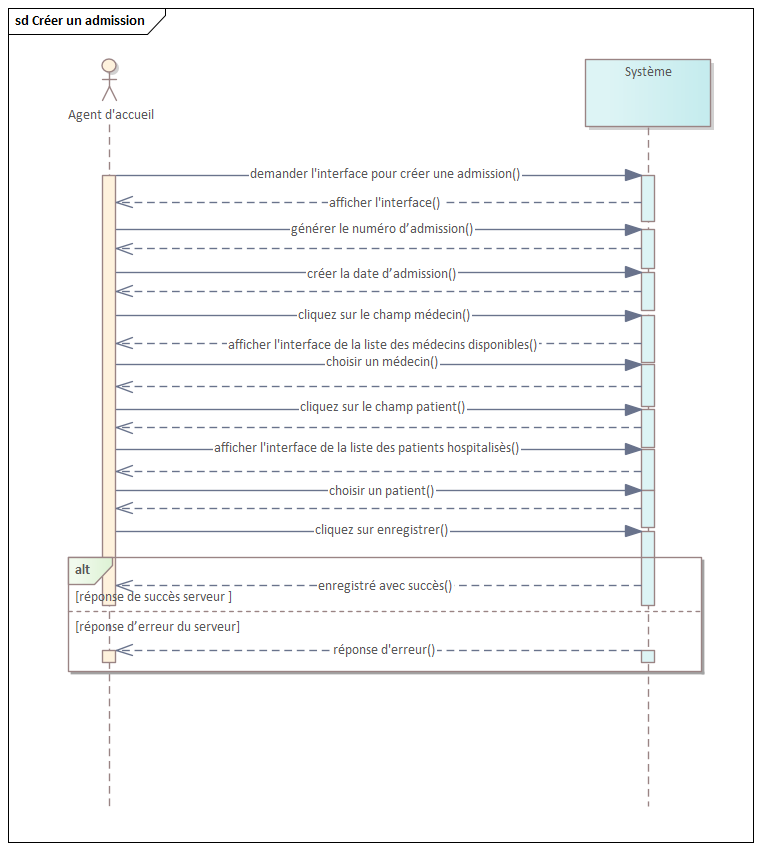 sd Créer un admission
Agent d'accueil
Système
demander l'interface pour créer une admission()
afficher l'interface()
générer le numéro d’admission()
créer la date d’admission()
cliquez sur le champ médecin()
afficher l'interface de la liste des médecins disponibles()
choisir un médecin()
cliquez sur le champ patient()
afficher l'interface de la liste des patients hospitalisès()
choisir un patient()
cliquez sur enregistrer()
alt
enregistré avec succès()
[réponse de succès serveur ]
[réponse d’erreur du serveur]
réponse d'erreur()